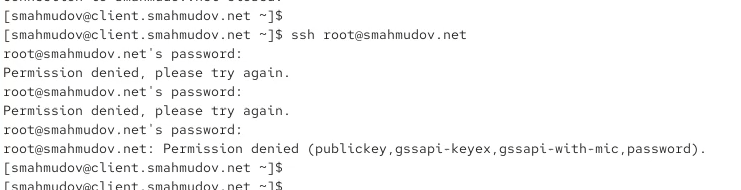 [smahmudov@client.smahmudov.net ~]$
[smahmudov@client.smahmudov.net ~]$ ssh root@smahmudov.net
root@smahmudov.net's password:
Permission denied, please try again.
root@smahmudov.net's password:
Permission denied, please try again.
root@smahmudov.net's password:
root@smahmudov.net: Permission denied (publickey,gssapi-keyex,gssapi-with-mic,password).
[smahmudov@client.smahmudov.net ~]$
[smahmudov@client.smahmudov.net ~]$